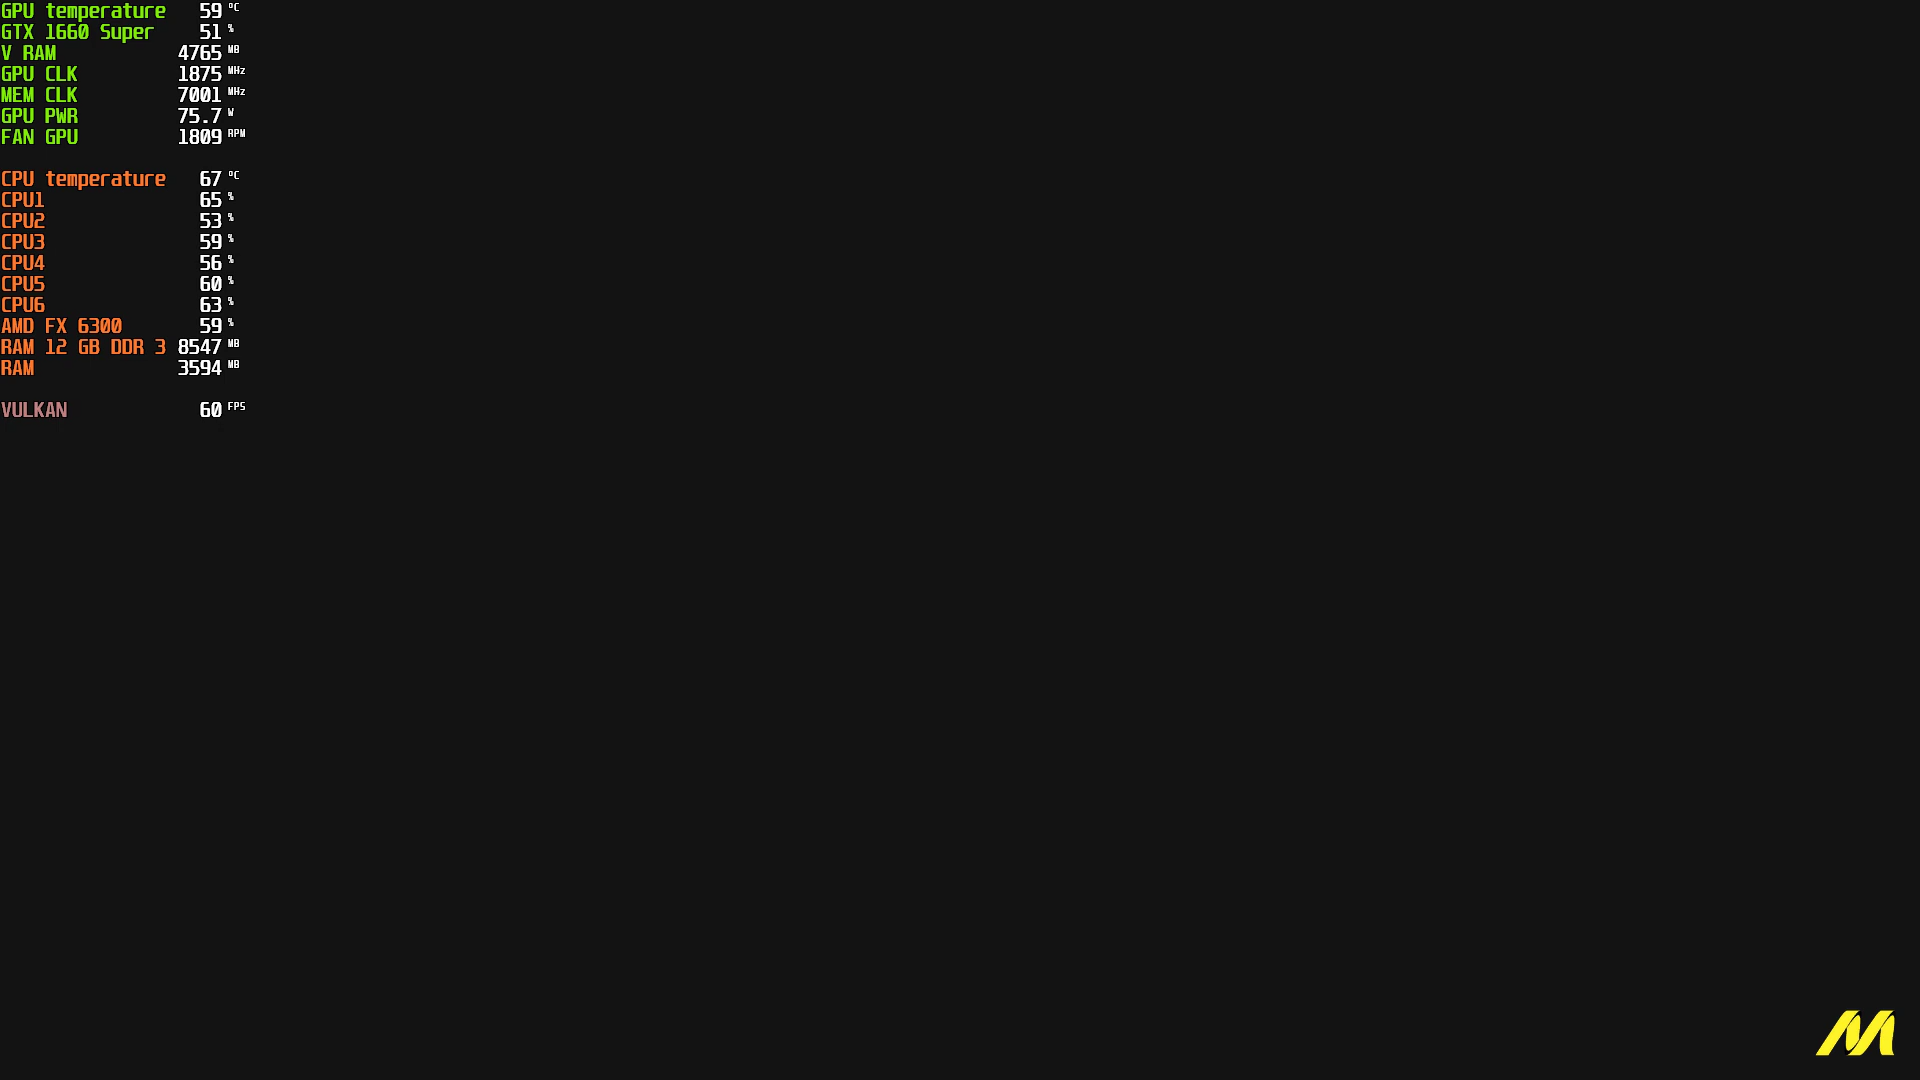 GPU temperature 59 °C
GTX 1660 Super 51 %
V RAM 4765 MB
GPU CLK 1875 MHz
MEM CLK 7001 MHz
GPU PWR 75.7 W
FAN GPU 1809 RPM
CPU temperature 67 °C
CPU1 65 %
CPU2 53 %
CPU3 59 %
CPU4 56 %
CPU5 60 %
CPU6 63 %
AMD FX 6300 59 %
RAM 12 GB DDR 3 8547 MB
RAM 3594 MB
VULKAN 60 FPS
M